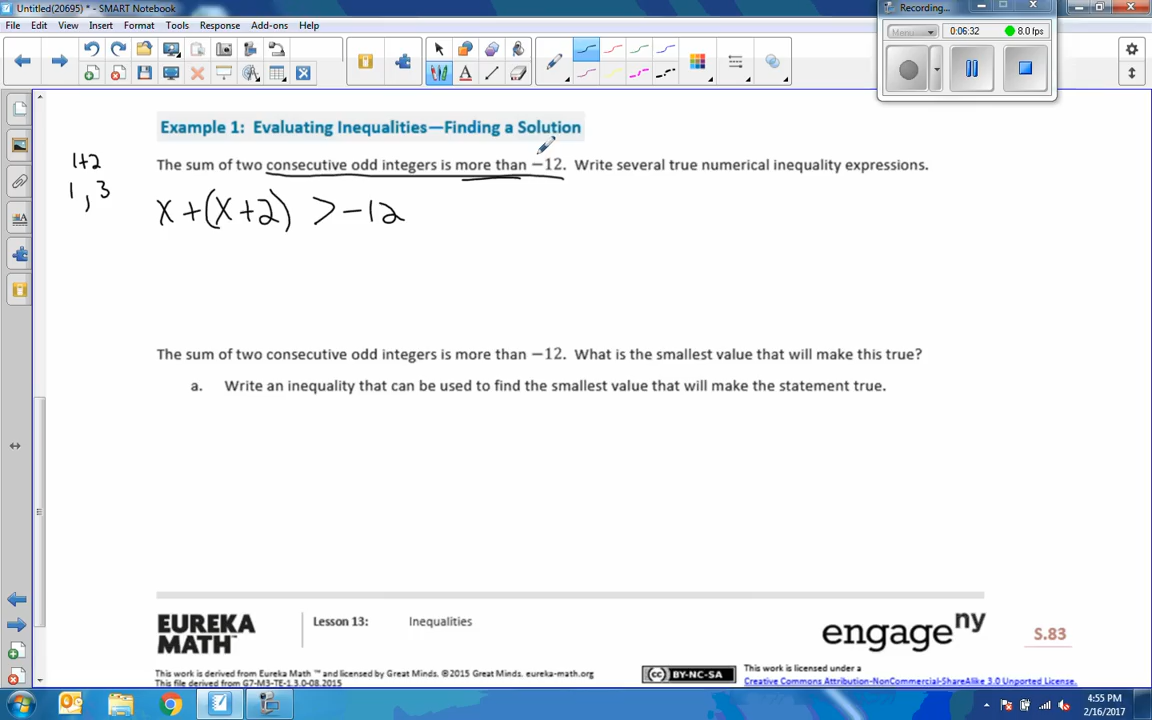 Untitled(20695) * - SMART Notebook
Recording...
File Edit View Insert Format Tools Response Add-ons Help
Menu
0:06:32
8.0 fps
Example 1: Evaluating Inequalities—Finding a Solution
The sum of two consecutive odd integers is more than −12. Write several true numerical inequality expressions.
1+2
1, 3
x+(x+2) > -12
The sum of two consecutive odd integers is more than −12. What is the smallest value that will make this true?
a. Write an inequality that can be used to find the smallest value that will make the statement true.
EUREKA MATH™
Lesson 13: Inequalities
engage ny
S.83
This work is derived from Eureka Math ™ and licensed by Great Minds. ©2015 Great Minds. eureka-math.org
This file derived from G7-M3-TE-1.3.0-08.2015
(cc) BY-NC-SA
This work is licensed under a
Creative Commons Attribution-NonCommercial-ShareAlike 3.0 Unported License.
4:55 PM
2/16/2017